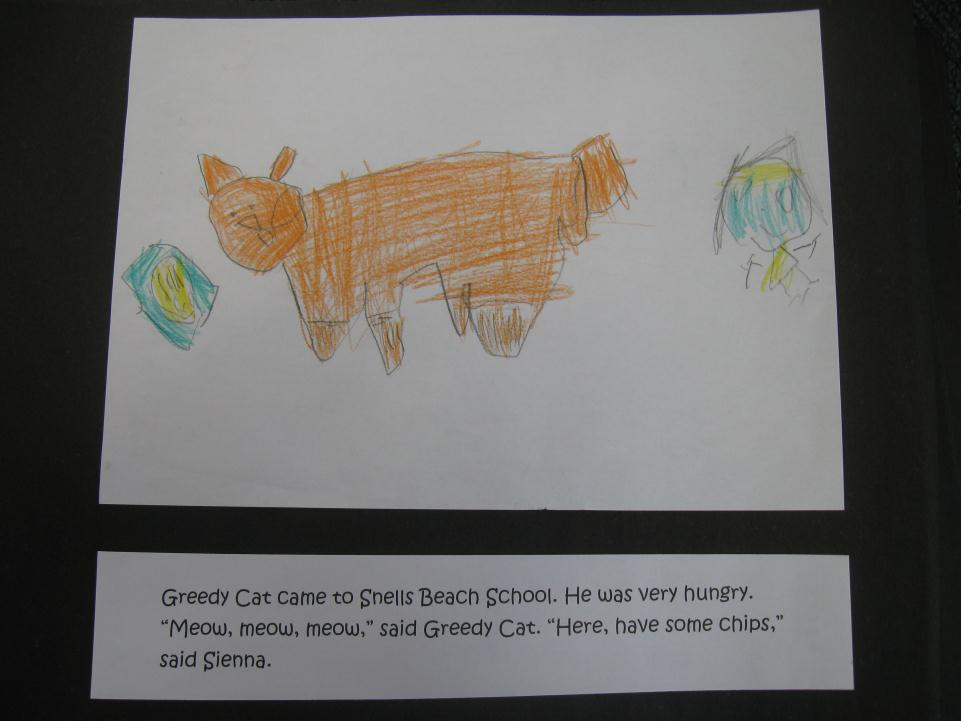 Greedy Cat came to Snells Beach School. He was very hungry.
“Meow, meow, meow,” said Greedy Cat. “Here, have some chips,”
said Sienna.